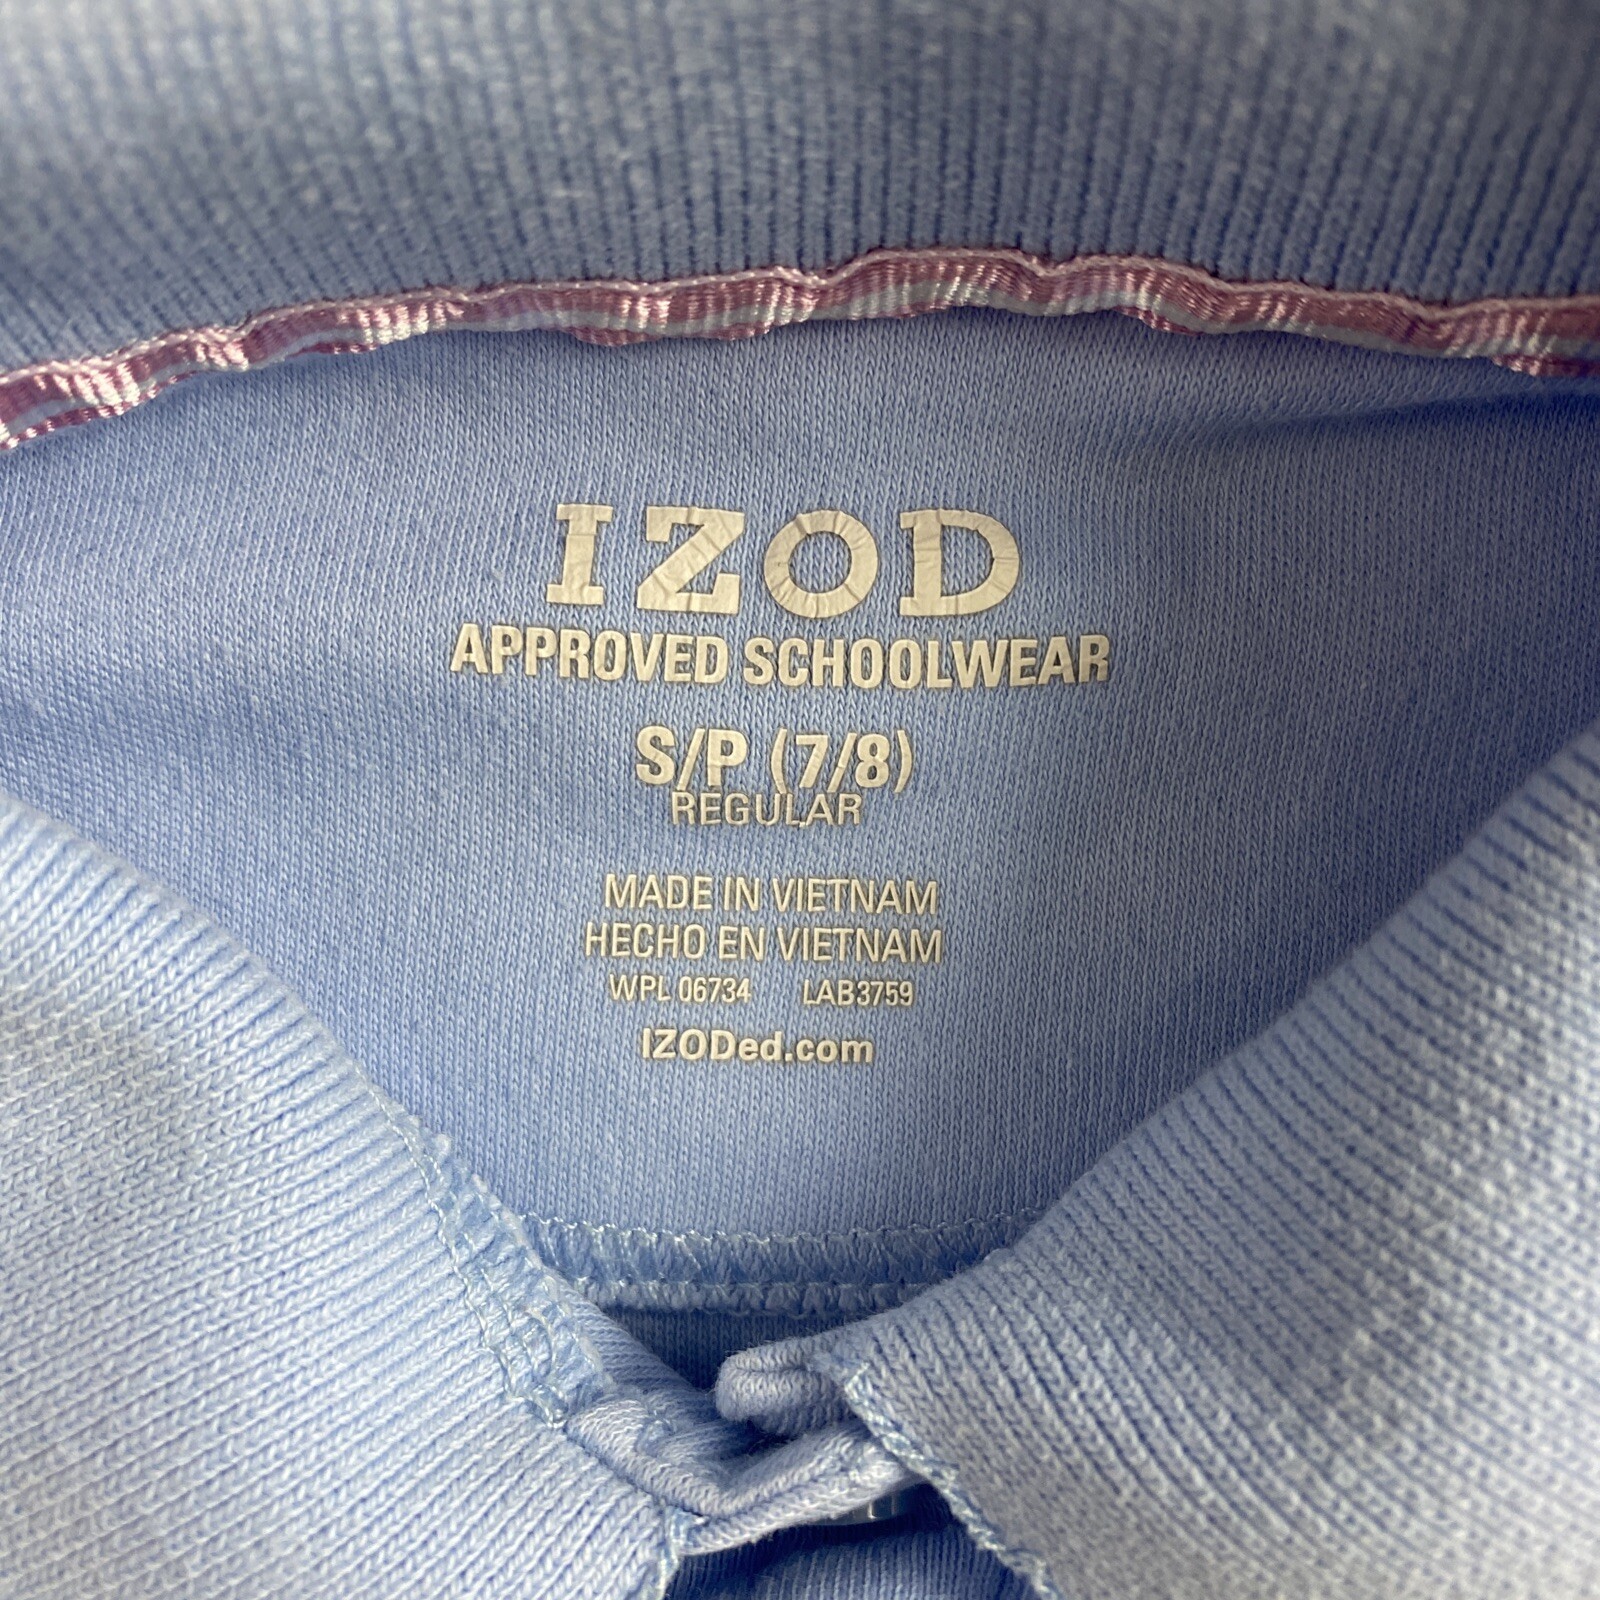 IZOD
APPROVED SCHOOLWEAR
S/P (7/8)
REGULAR
MADE IN VIETNAM
HECHO EN VIETNAM
WPL 06734 LAB3759
IZODed.com